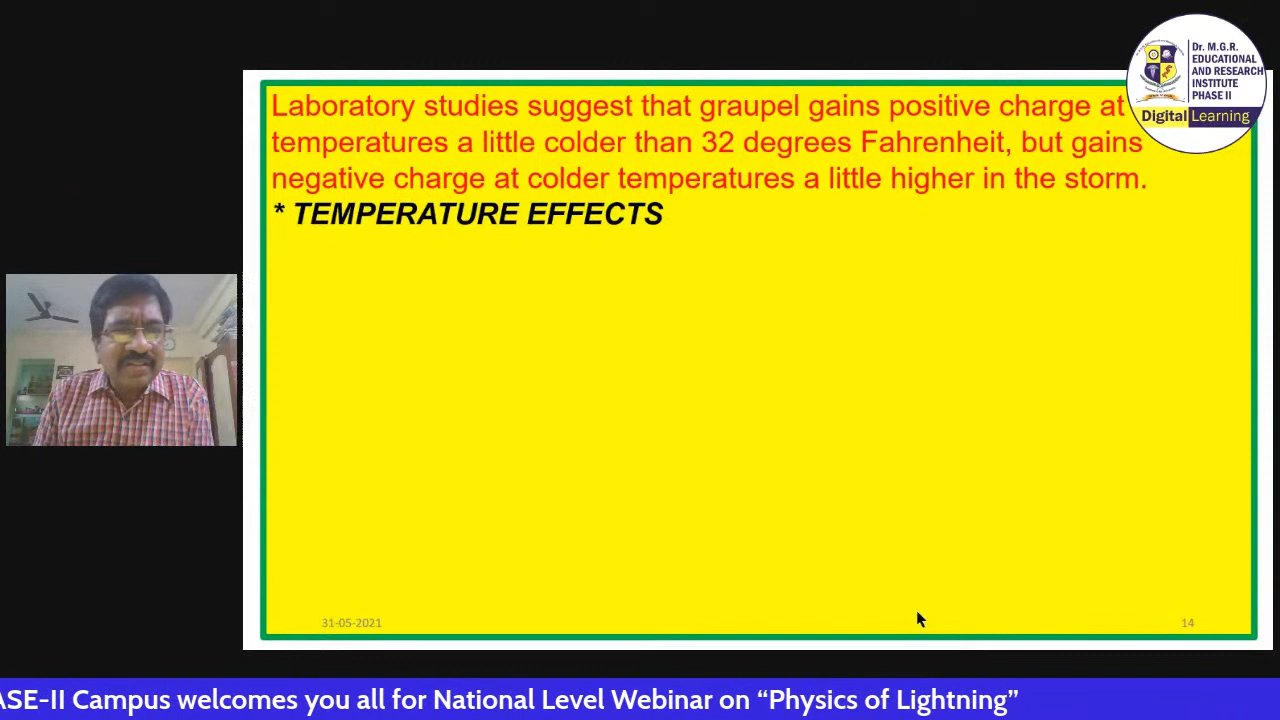 Dr. M.G.R.
EDUCATIONAL
AND RESEARCH
INSTITUTE
PHASE II
Digital Learning
Laboratory studies suggest that graupel gains positive charge at
temperatures a little colder than 32 degrees Fahrenheit, but gains
negative charge at colder temperatures a little higher in the storm.
* TEMPERATURE EFFECTS
31-05-2021
14
ASE-II Campus welcomes you all for National Level Webinar on “Physics of Lightning”